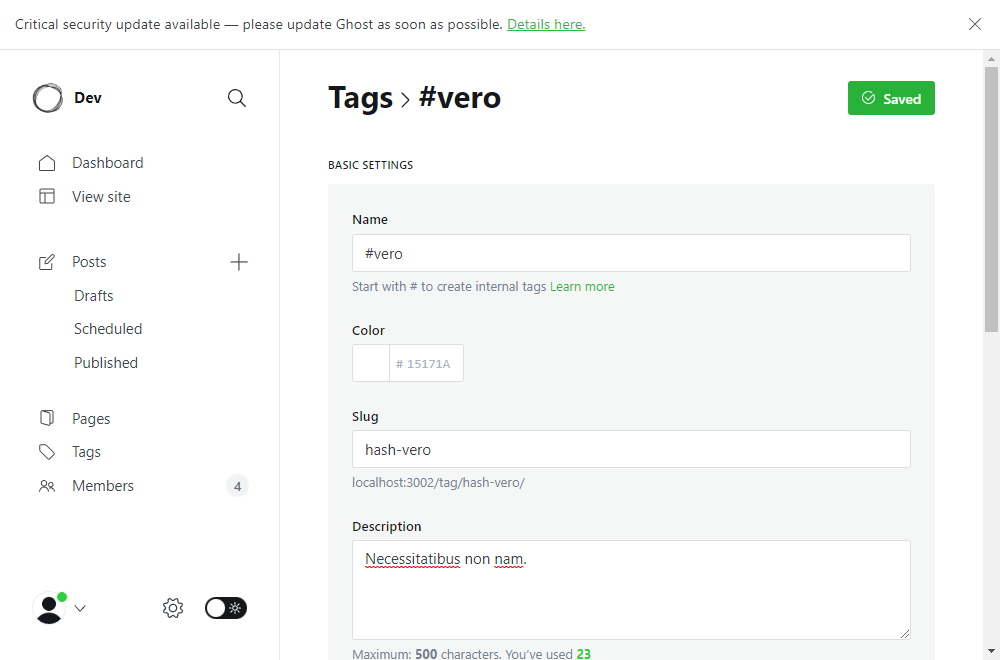 Critical security update available — please update Ghost as soon as possible. Details here.
Dev
Dashboard
View site
Posts
Drafts
Scheduled
Published
Pages
Tags
Members 4
Tags > #vero
Saved
BASIC SETTINGS
Name
#vero
Start with # to create internal tags Learn more
Color
# 15171A
Slug
hash-vero
localhost:3002/tag/hash-vero/
Description
Necessitatibus non nam.
Maximum: 500 characters. You've used 23